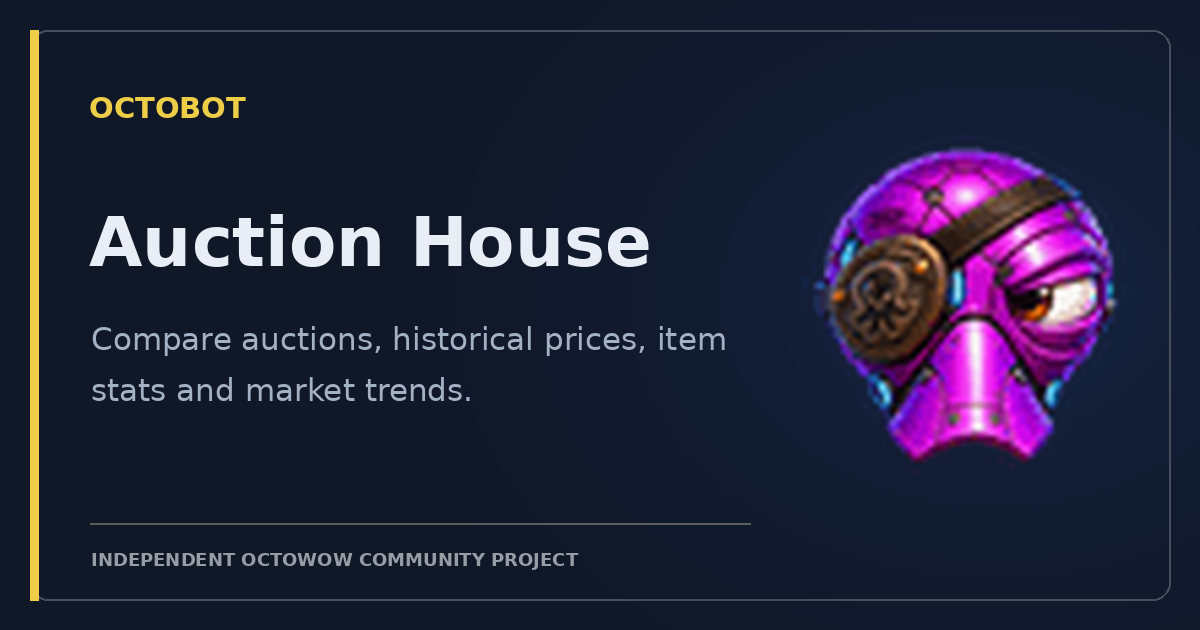 OCTOBOT
Auction House
Compare auctions, historical prices, item
stats and market trends.
INDEPENDENT OCTOWOW COMMUNITY PROJECT